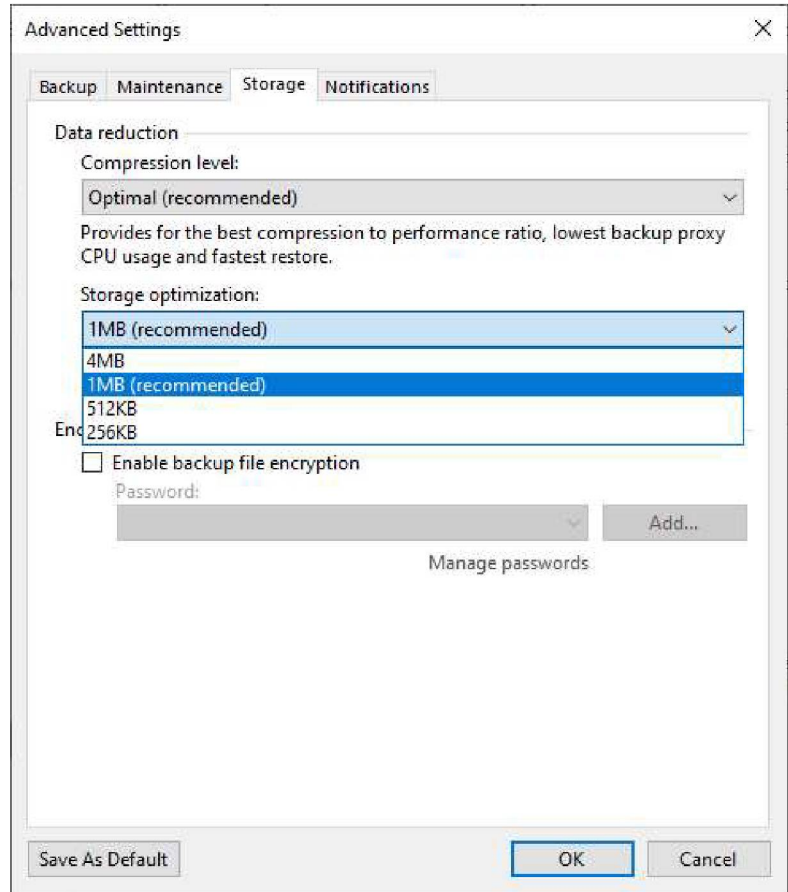 Advanced Settings
Backup Maintenance Storage Notifications
Data reduction
Compression level:
Optimal (recommended)
Provides for the best compression to performance ratio, lowest backup proxy
CPU usage and fastest restore.
Storage optimization:
1MB (recommended)
4MB
1MB (recommended)
512KB
256KB
Enable backup file encryption
Password:
Add...
Manage passwords
Save As Default OK Cancel